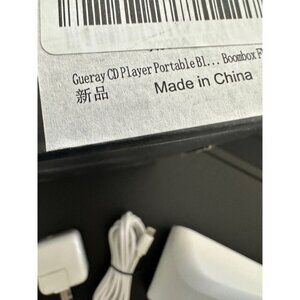 Gueray CD Player Portable Bl... Boombox F
新品
Made in China